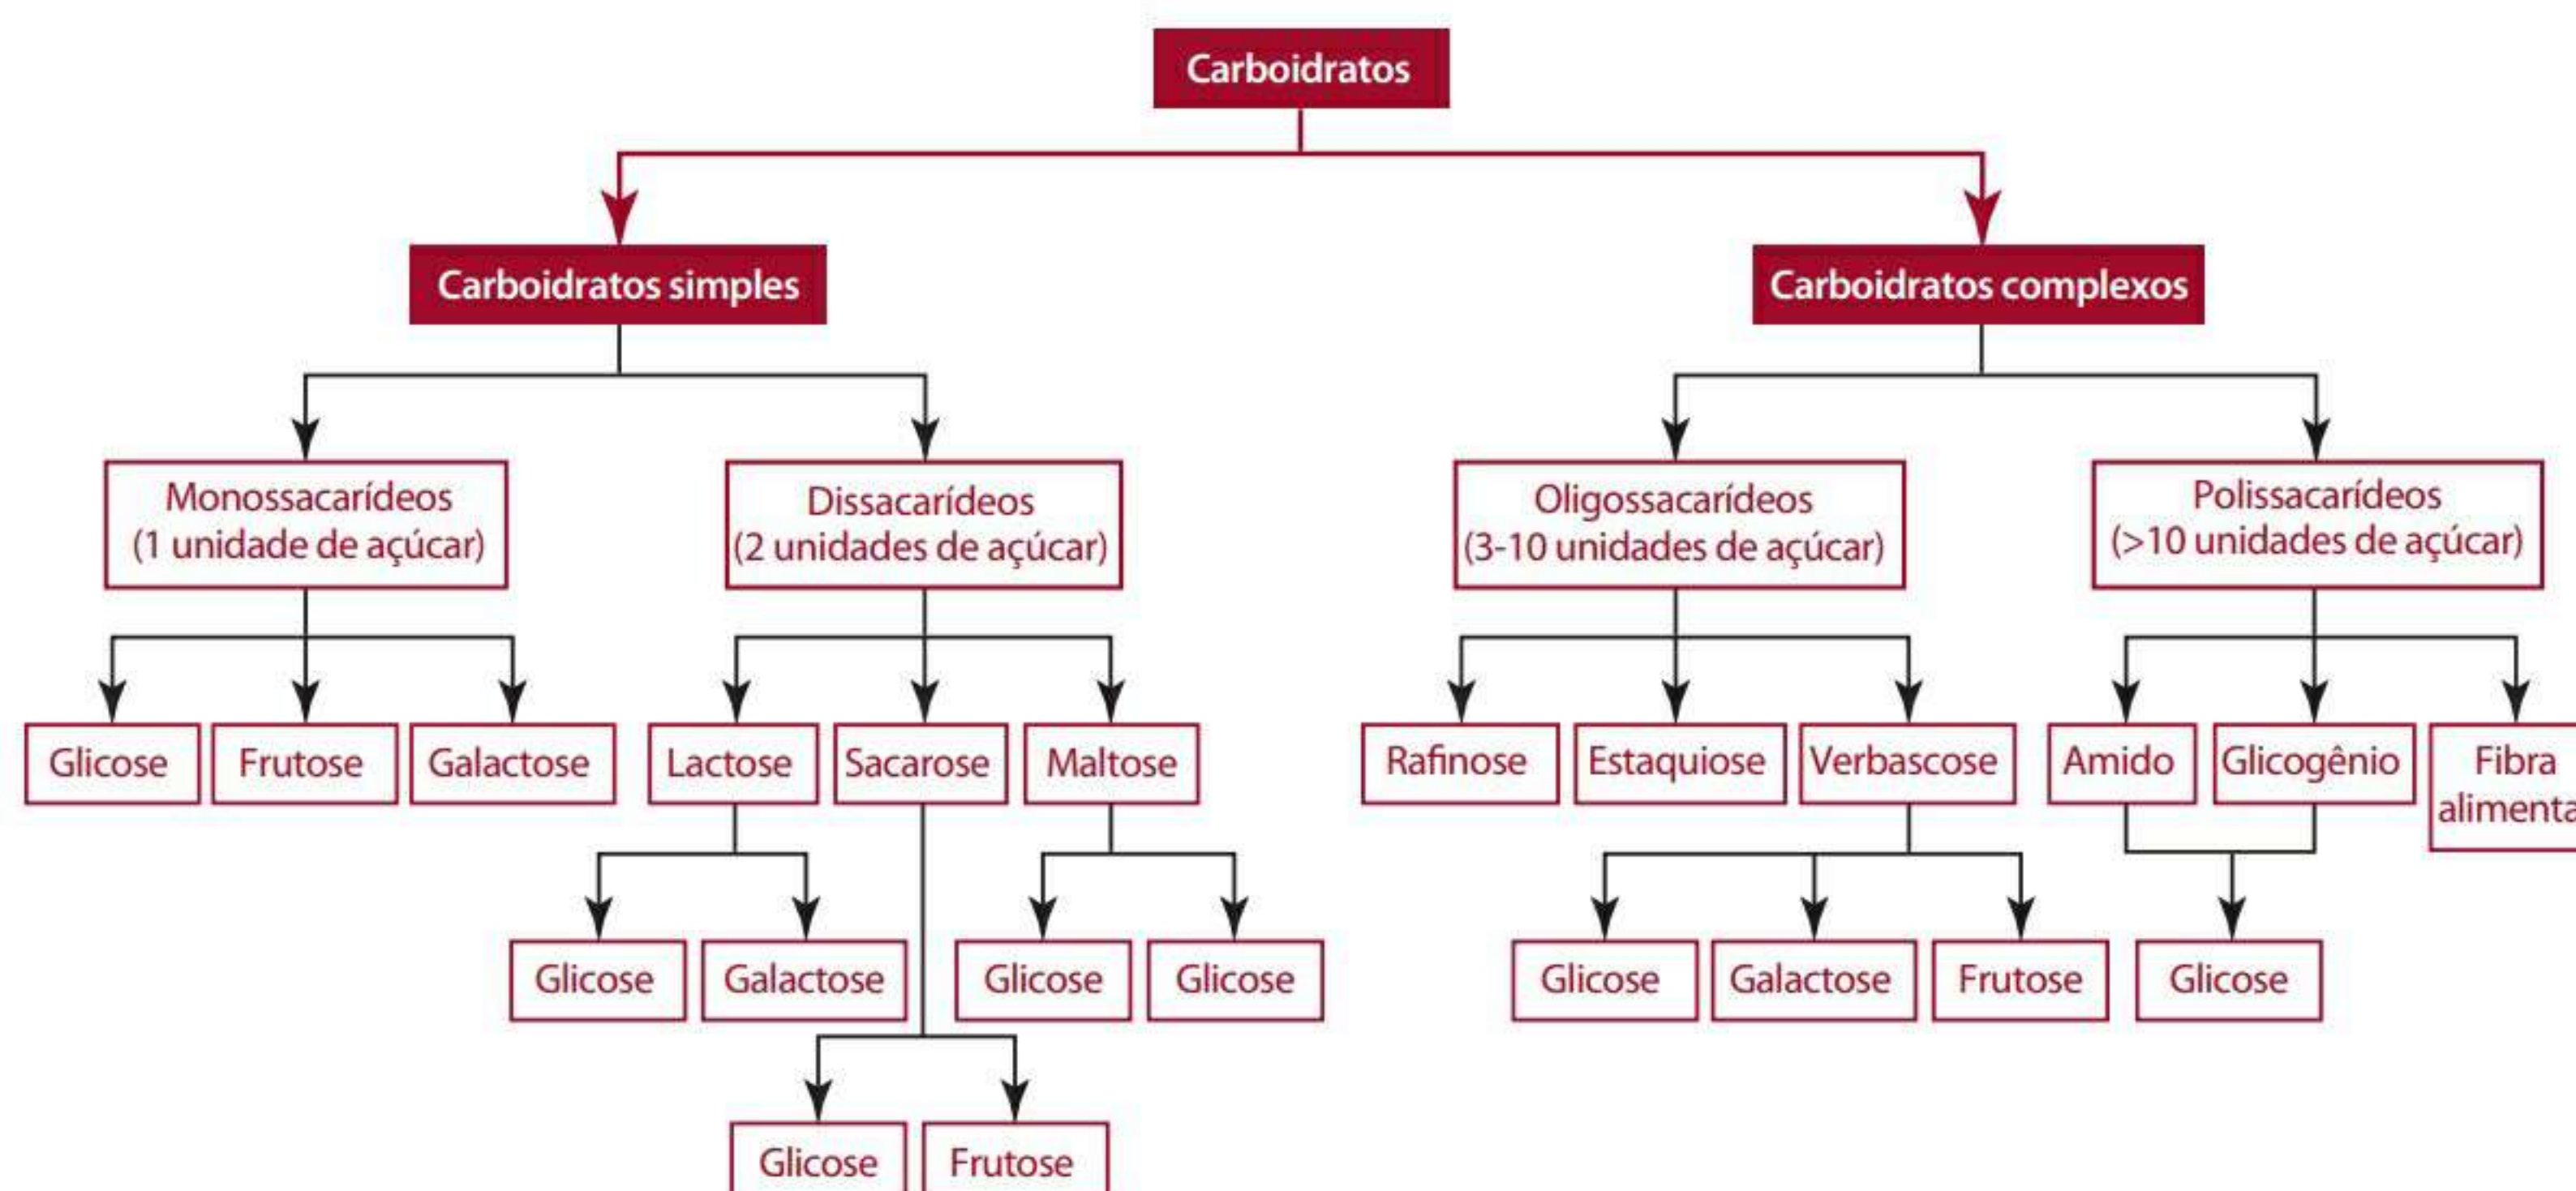 Carboidratos
Carboidratos simples
Carboidratos complexos
Monossacarídeos
(1 unidade de açúcar)
Dissacarídeos
(2 unidades de açúcar)
Oligossacarídeos
(3-10 unidades de açúcar)
Polissacarídeos
(>10 unidades de açúcar)
Glicose
Frutose
Galactose
Lactose
Sacarose
Maltose
Rafinose
Estaquiose
Verbascose
Amido
Glicogênio
Fibra
Glicose
Galactose
Glicose
Glicose
Glicose
Galactose
Frutose
Glicose
Glicose
Frutose